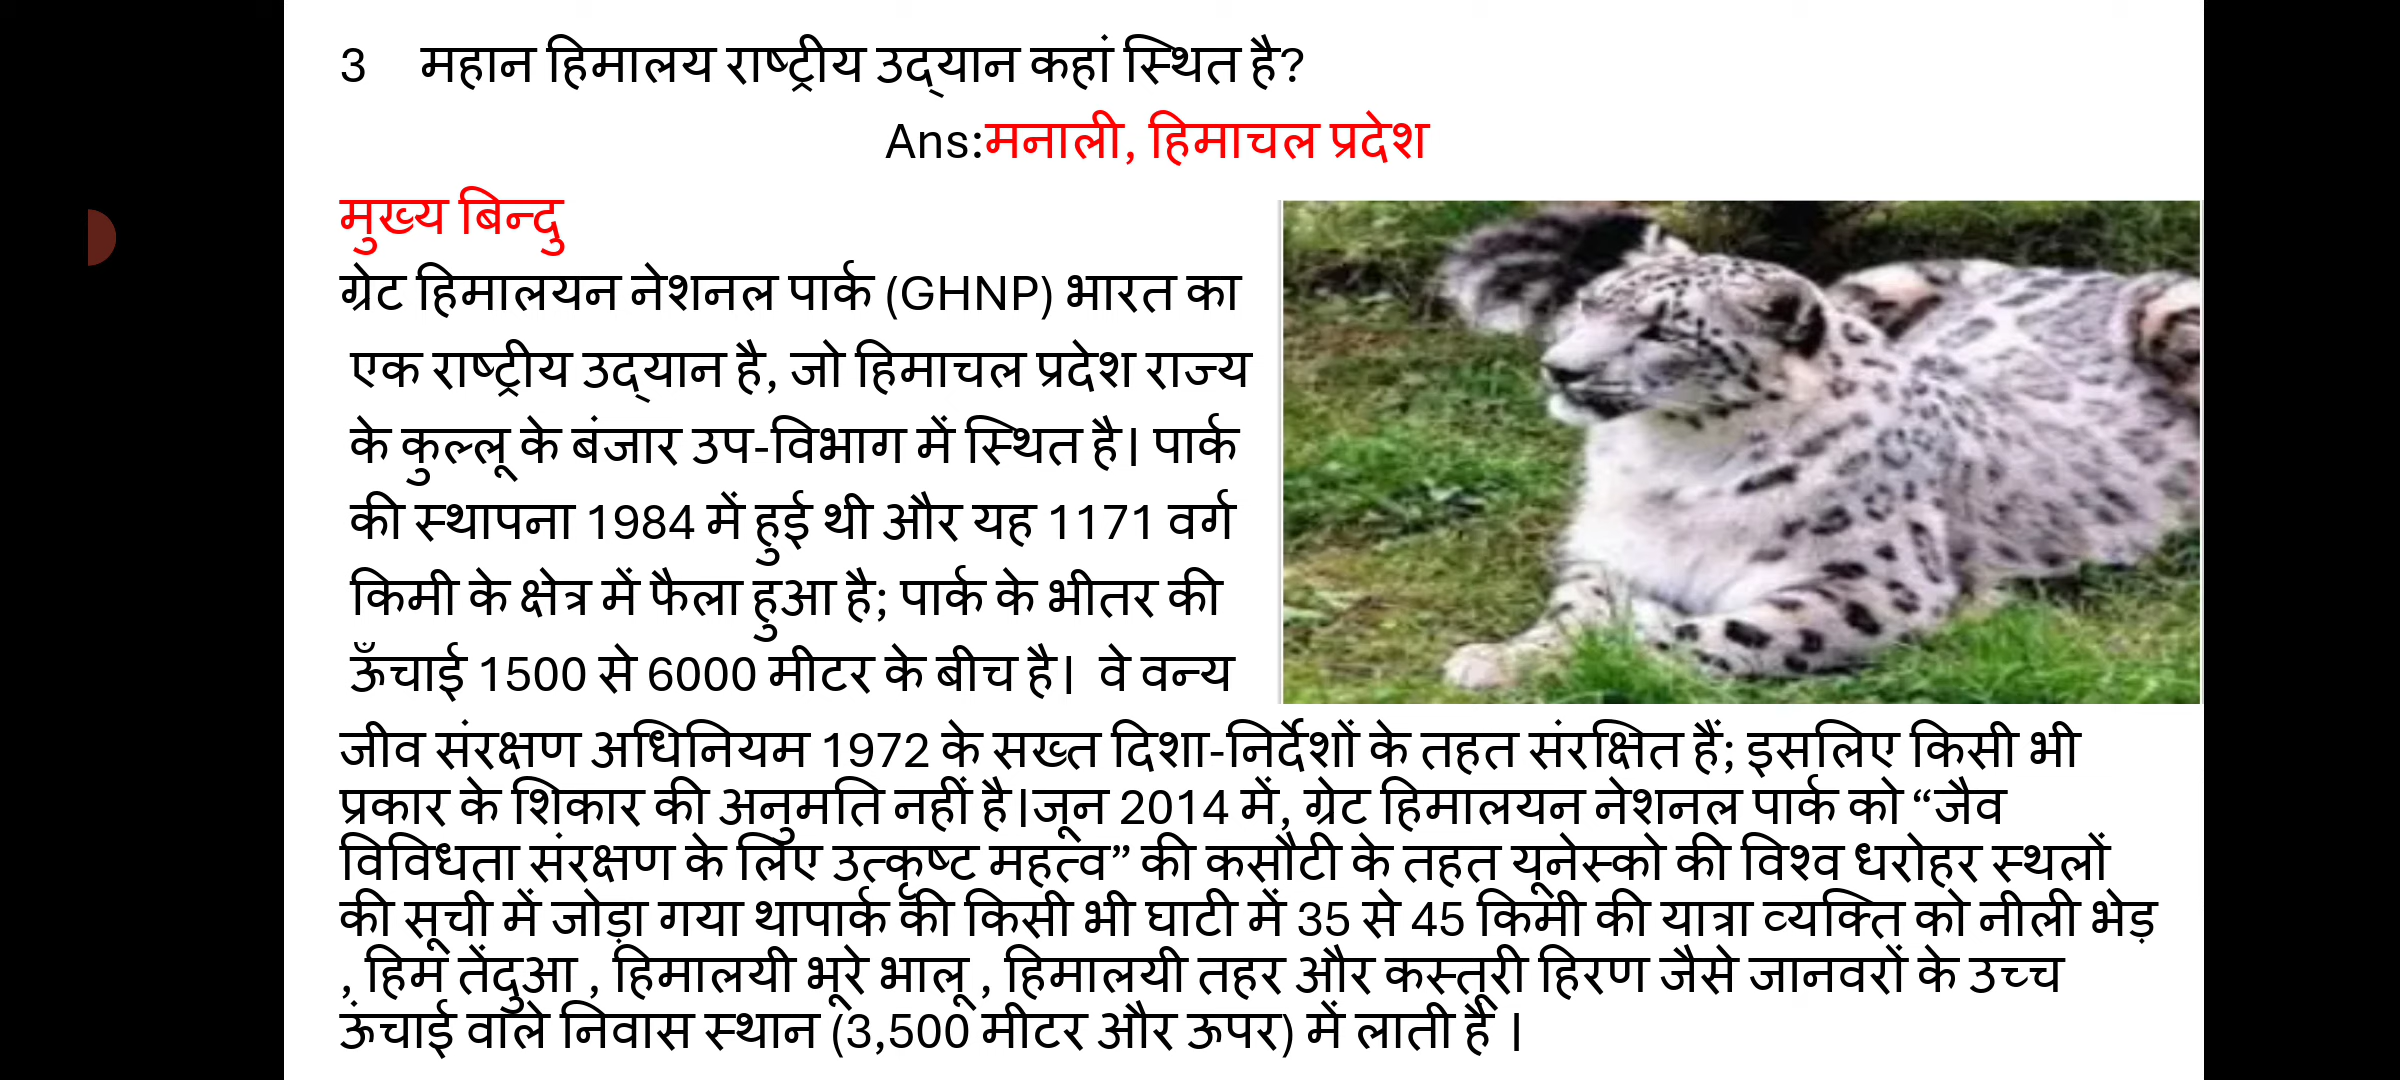 3 महान हिमालय राष्ट्रीय उद्यान कहां स्थित है?
Ans:मनाली, हिमाचल प्रदेश
मुख्य बिन्दु
ग्रेट हिमालयन नेशनल पार्क (GHNP) भारत का
एक राष्ट्रीय उद्यान है, जो हिमाचल प्रदेश राज्य
के कुल्लू के बंजार उप-विभाग में स्थित है। पार्क
की स्थापना 1984 में हुई थी और यह 1171 वर्ग
किमी के क्षेत्र में फैला हुआ है; पार्क के भीतर की
ऊँचाई 1500 से 6000 मीटर के बीच है। वे वन्य
जीव संरक्षण अधिनियम 1972 के सख्त दिशा-निर्देशों के तहत संरक्षित हैं; इसलिए किसी भी
प्रकार के शिकार की अनुमति नहीं है।जून 2014 में, ग्रेट हिमालयन नेशनल पार्क को “जैव
विविधता संरक्षण के लिए उत्कृष्ट महत्व” की कसौटी के तहत यूनेस्को की विश्व धरोहर स्थलों
की सूची में जोड़ा गया थापार्क की किसी भी घाटी में 35 से 45 किमी की यात्रा व्यक्ति को नीली भेड़
, हिम तेंदुआ , हिमालयी भूरे भालू , हिमालयी तहर और कस्तूरी हिरण जैसे जानवरों के उच्च
ऊंचाई वाले निवास स्थान (3,500 मीटर और ऊपर) में लाती है ।